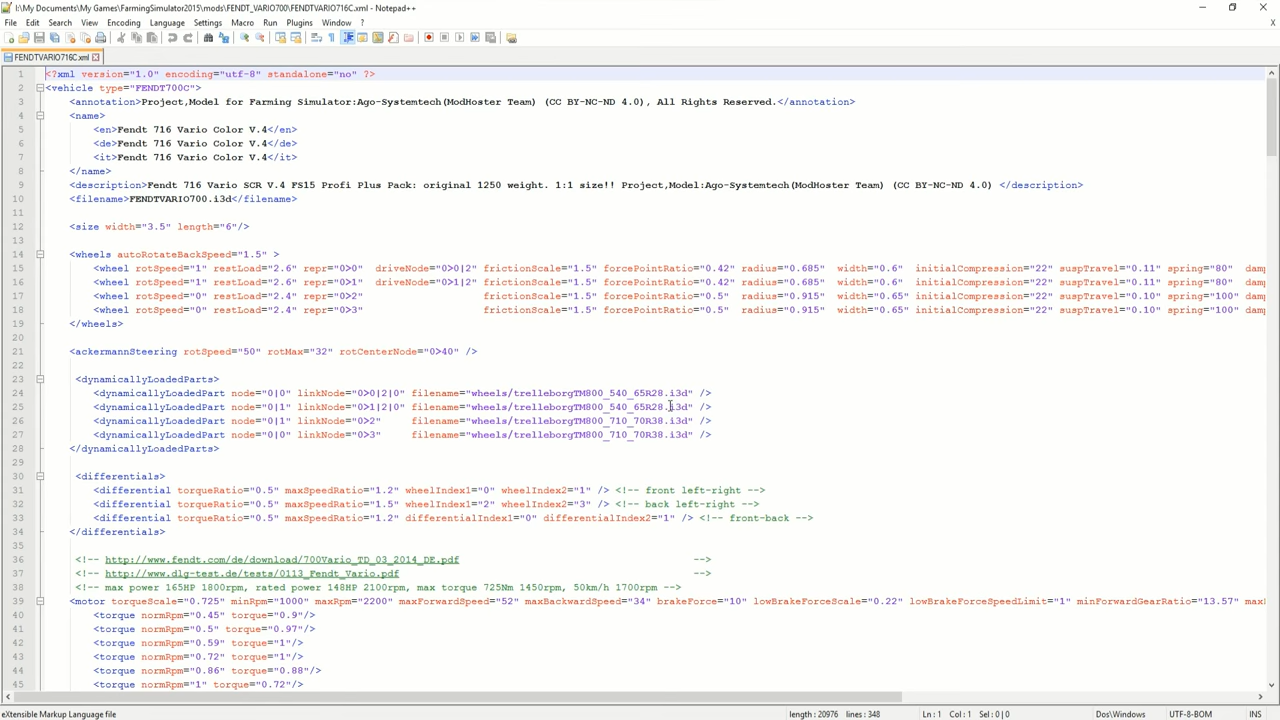 I:\My Documents\My Games\FarmingSimulator2015\mods\FENDT_VARIO700\FENDTVARIO716C.xml - Notepad++
File Edit Search View Encoding Language Settings Macro Run Plugins Window ?
FENDTVARIO716C.xml
1 <?xml version="1.0" encoding="utf-8" standalone="no" ?>
2 <vehicle type="FENDT700C">
3 <annotation>Project,Model for Farming Simulator:Ago-Systemtech(ModHoster Team) (CC BY-NC-ND 4.0), All Rights Reserved.</annotation>
4 <name>
5 <en>Fendt 716 Vario Color V.4</en>
6 <de>Fendt 716 Vario Color V.4</de>
7 <it>Fendt 716 Vario Color V.4</it>
8 </name>
9 <description>Fendt 716 Vario SCR V.4 FS15 Profi Plus Pack: original 1250 weight. 1:1 size!! Project,Model:Ago-Systemtech(ModHoster Team) (CC BY-NC-ND 4.0) </description>
10 <filename>FENDTVARIO700.i3d</filename>
11
12 <size width="3.5" length="6"/>
13
14 <wheels autoRotateBackSpeed="1.5" >
15 <wheel rotSpeed="1" restLoad="2.6" repr="0>0" driveNode="0>0|2" frictionScale="1.5" forcePointRatio="0.42" radius="0.685" width="0.6" initialCompression="22" suspTravel="0.11" spring="80" dam
16 <wheel rotSpeed="1" restLoad="2.6" repr="0>1" driveNode="0>1|2" frictionScale="1.5" forcePointRatio="0.42" radius="0.685" width="0.6" initialCompression="22" suspTravel="0.11" spring="80" dam
17 <wheel rotSpeed="0" restLoad="2.4" repr="0>2" frictionScale="1.5" forcePointRatio="0.5" radius="0.915" width="0.65" initialCompression="22" suspTravel="0.10" spring="100" dam
18 <wheel rotSpeed="0" restLoad="2.4" repr="0>3" frictionScale="1.5" forcePointRatio="0.5" radius="0.915" width="0.65" initialCompression="22" suspTravel="0.10" spring="100" dam
19 </wheels>
20
21 <ackermannSteering rotSpeed="50" rotMax="32" rotCenterNode="0>40" />
22
23 <dynamicallyLoadedParts>
24 <dynamicallyLoadedPart node="0|0" linkNode="0>0|2|0" filename="wheels/trelleborgTM800_540_65R28.i3d" />
25 <dynamicallyLoadedPart node="0|1" linkNode="0>1|2|0" filename="wheels/trelleborgTM800_540_65R28.i3d" />
26 <dynamicallyLoadedPart node="0|1" linkNode="0>2" filename="wheels/trelleborgTM800_710_70R38.i3d" />
27 <dynamicallyLoadedPart node="0|0" linkNode="0>3" filename="wheels/trelleborgTM800_710_70R38.i3d" />
28 </dynamicallyLoadedParts>
29
30 <differentials>
31 <differential torqueRatio="0.5" maxSpeedRatio="1.2" wheelIndex1="0" wheelIndex2="1" /> <!-- front left-right -->
32 <differential torqueRatio="0.5" maxSpeedRatio="1.5" wheelIndex1="2" wheelIndex2="3" /> <!-- back left-right -->
33 <differential torqueRatio="0.5" maxSpeedRatio="1.2" differentialIndex1="0" differentialIndex2="1" /> <!-- front-back -->
34 </differentials>
35
36 <!-- http://www.fendt.com/de/download/700Vario_TD_03_2014_DE.pdf -->
37 <!-- http://www.dlg-test.de/tests/0113_Fendt_Vario.pdf -->
38 <!-- max power 165HP 1800rpm, rated power 148HP 2100rpm, max torque 725Nm 1450rpm, 50km/h 1700rpm -->
39 <motor torqueScale="0.725" minRpm="1000" maxRpm="2200" maxForwardSpeed="52" maxBackwardSpeed="34" brakeForce="10" lowBrakeForceScale="0.22" lowBrakeForceSpeedLimit="1" minForwardGearRatio="13.57" maxl
40 <torque normRpm="0.45" torque="0.9"/>
41 <torque normRpm="0.5" torque="0.97"/>
42 <torque normRpm="0.59" torque="1"/>
43 <torque normRpm="0.72" torque="1"/>
44 <torque normRpm="0.86" torque="0.88"/>
45 <torque normRpm="1" torque="0.72"/>
eXtensible Markup Language file length : 20976 lines : 348 Ln : 1 Col : 1 Sel : 0 | 0 Dos\Windows UTF-8-BOM INS